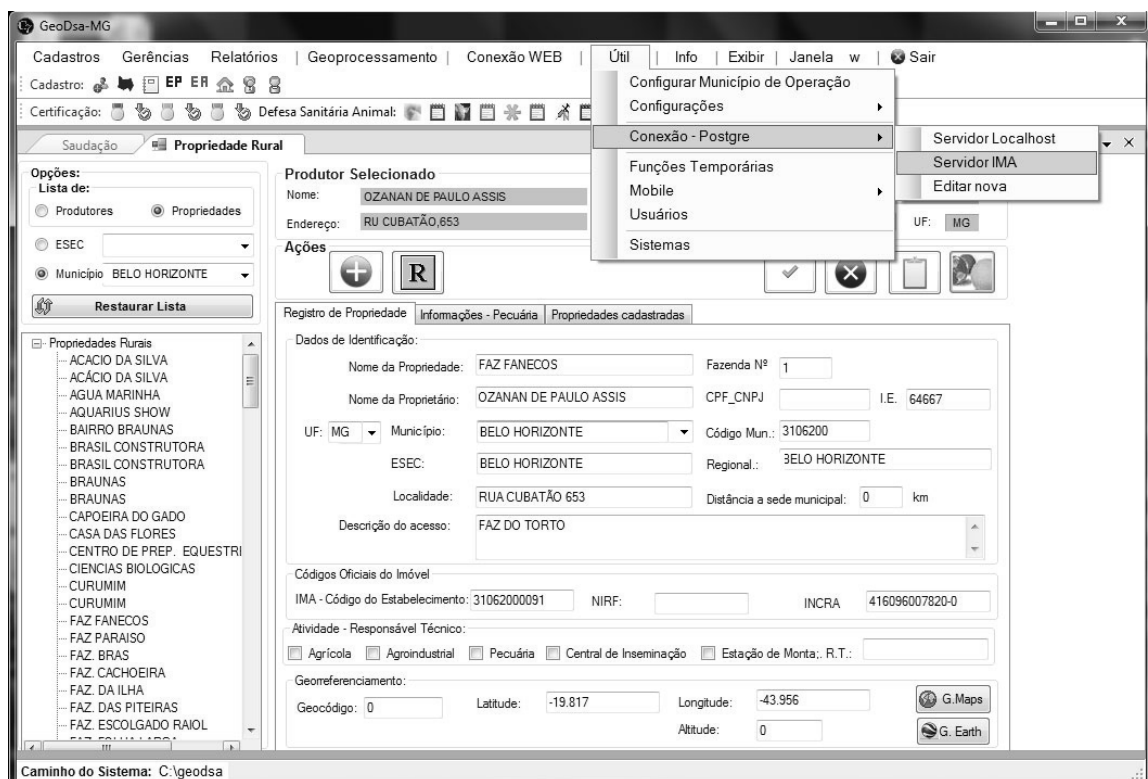 GeoDsa-MG
Cadastros Gerências Relatórios | Geoprocessamento | Conexão WEB | Útil | Info | Exibir | Janela w | Sair
Cadastro: EP ER
Certificação: Defesa Sanitária Animal:
Configurar Município de Operação
Configurações
Conexão - Postgre
Funções Temporárias
Mobile
Usuários
Sistemas
Servidor Localhost
Servidor IMA
Editar nova
Saudação Propriedade Rural
Opções:
Lista de:
Produtores Propriedades
ESEC
Município BELO HORIZONTE
Restaurar Lista
Propriedades Rurais
ACACIO DA SILVA
ACÁCIO DA SILVA
AGUA MARINHA
AQUARIUS SHOW
BAIRRO BRAUNAS
BRASIL CONSTRUTORA
BRASIL CONSTRUTORA
BRAUNAS
BRAUNAS
CAPOEIRA DO GADO
CASA DAS FLORES
CENTRO DE PREP. EQUESTRI
CIENCIAS BIOLOGICAS
CURUMIM
CURUMIM
FAZ FANECOS
FAZ PARAISO
FAZ. BRAS
FAZ. CACHOEIRA
FAZ. DA ILHA
FAZ. DAS PITEIRAS
FAZ. ESCOLGADO RAIOL
Produtor Selecionado
Nome: OZANAN DE PAULO ASSIS
Endereço: RU CUBATÃO,653
UF: MG
Ações
R
Registro de Propriedade Informações - Pecuária Propriedades cadastradas
Dados de Identificação:
Nome da Propriedade: FAZ FANECOS Fazenda Nº 1
Nome da Proprietário: OZANAN DE PAULO ASSIS CPF_CNPJ I.E. 64667
UF: MG Município: BELO HORIZONTE Código Mun.: 3106200
ESEC: BELO HORIZONTE Regional.: BELO HORIZONTE
Localidade: RUA CUBATÃO 653 Distância a sede municipal: 0 km
Descrição do acesso: FAZ DO TORTO
Códigos Oficiais do Imóvel
IMA - Código do Estabelecimento: 31062000091 NIRF: INCRA 416096007820-0
Atividade - Responsável Técnico:
Agrícola Agroindustrial Pecuária Central de Inseminação Estação de Monta;. R.T.:
Georreferenciamento:
Geocódigo: 0 Latitude: -19.817 Longitude: -43.956 G.Maps
Altitude: 0 G. Earth
Caminho do Sistema: C:\geodsa